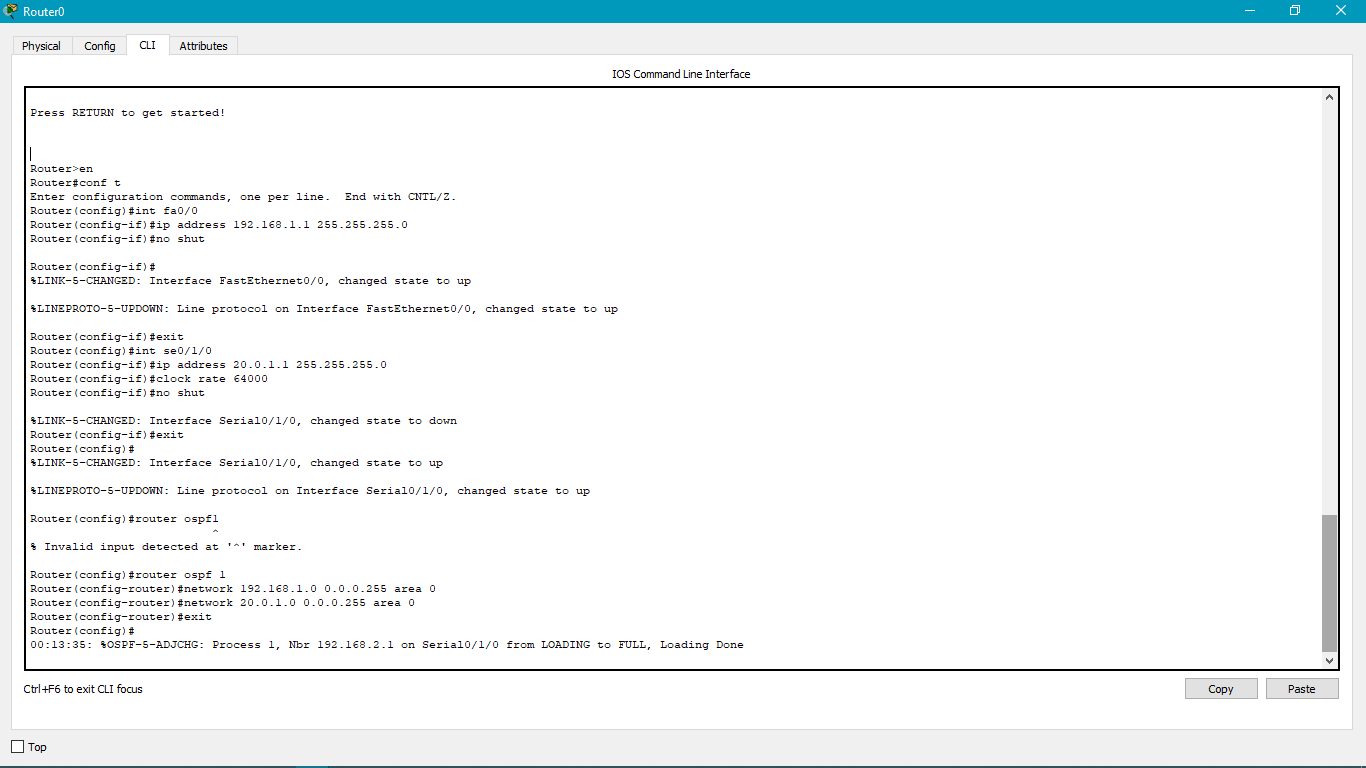 Router0
Physical Config CLI Attributes
IOS Command Line Interface
Press RETURN to get started!
Router>en
Router#conf t
Enter configuration commands, one per line.  End with CNTL/Z.
Router(config)#int fa0/0
Router(config-if)#ip address 192.168.1.1 255.255.255.0
Router(config-if)#no shut
Router(config-if)#
%LINK-5-CHANGED: Interface FastEthernet0/0, changed state to up
%LINEPROTO-5-UPDOWN: Line protocol on Interface FastEthernet0/0, changed state to up
Router(config-if)#exit
Router(config)#int se0/1/0
Router(config-if)#ip address 20.0.1.1 255.255.255.0
Router(config-if)#clock rate 64000
Router(config-if)#no shut
%LINK-5-CHANGED: Interface Serial0/1/0, changed state to down
Router(config-if)#exit
Router(config)#
%LINK-5-CHANGED: Interface Serial0/1/0, changed state to up
%LINEPROTO-5-UPDOWN: Line protocol on Interface Serial0/1/0, changed state to up
Router(config)#router ospf1
^
% Invalid input detected at '^' marker.
Router(config)#router ospf 1
Router(config-router)#network 192.168.1.0 0.0.0.255 area 0
Router(config-router)#network 20.0.1.0 0.0.0.255 area 0
Router(config-router)#exit
Router(config)#
00:13:35: %OSPF-5-ADJCHG: Process 1, Nbr 192.168.2.1 on Serial0/1/0 from LOADING to FULL, Loading Done
Ctrl+F6 to exit CLI focus
Copy Paste
Top